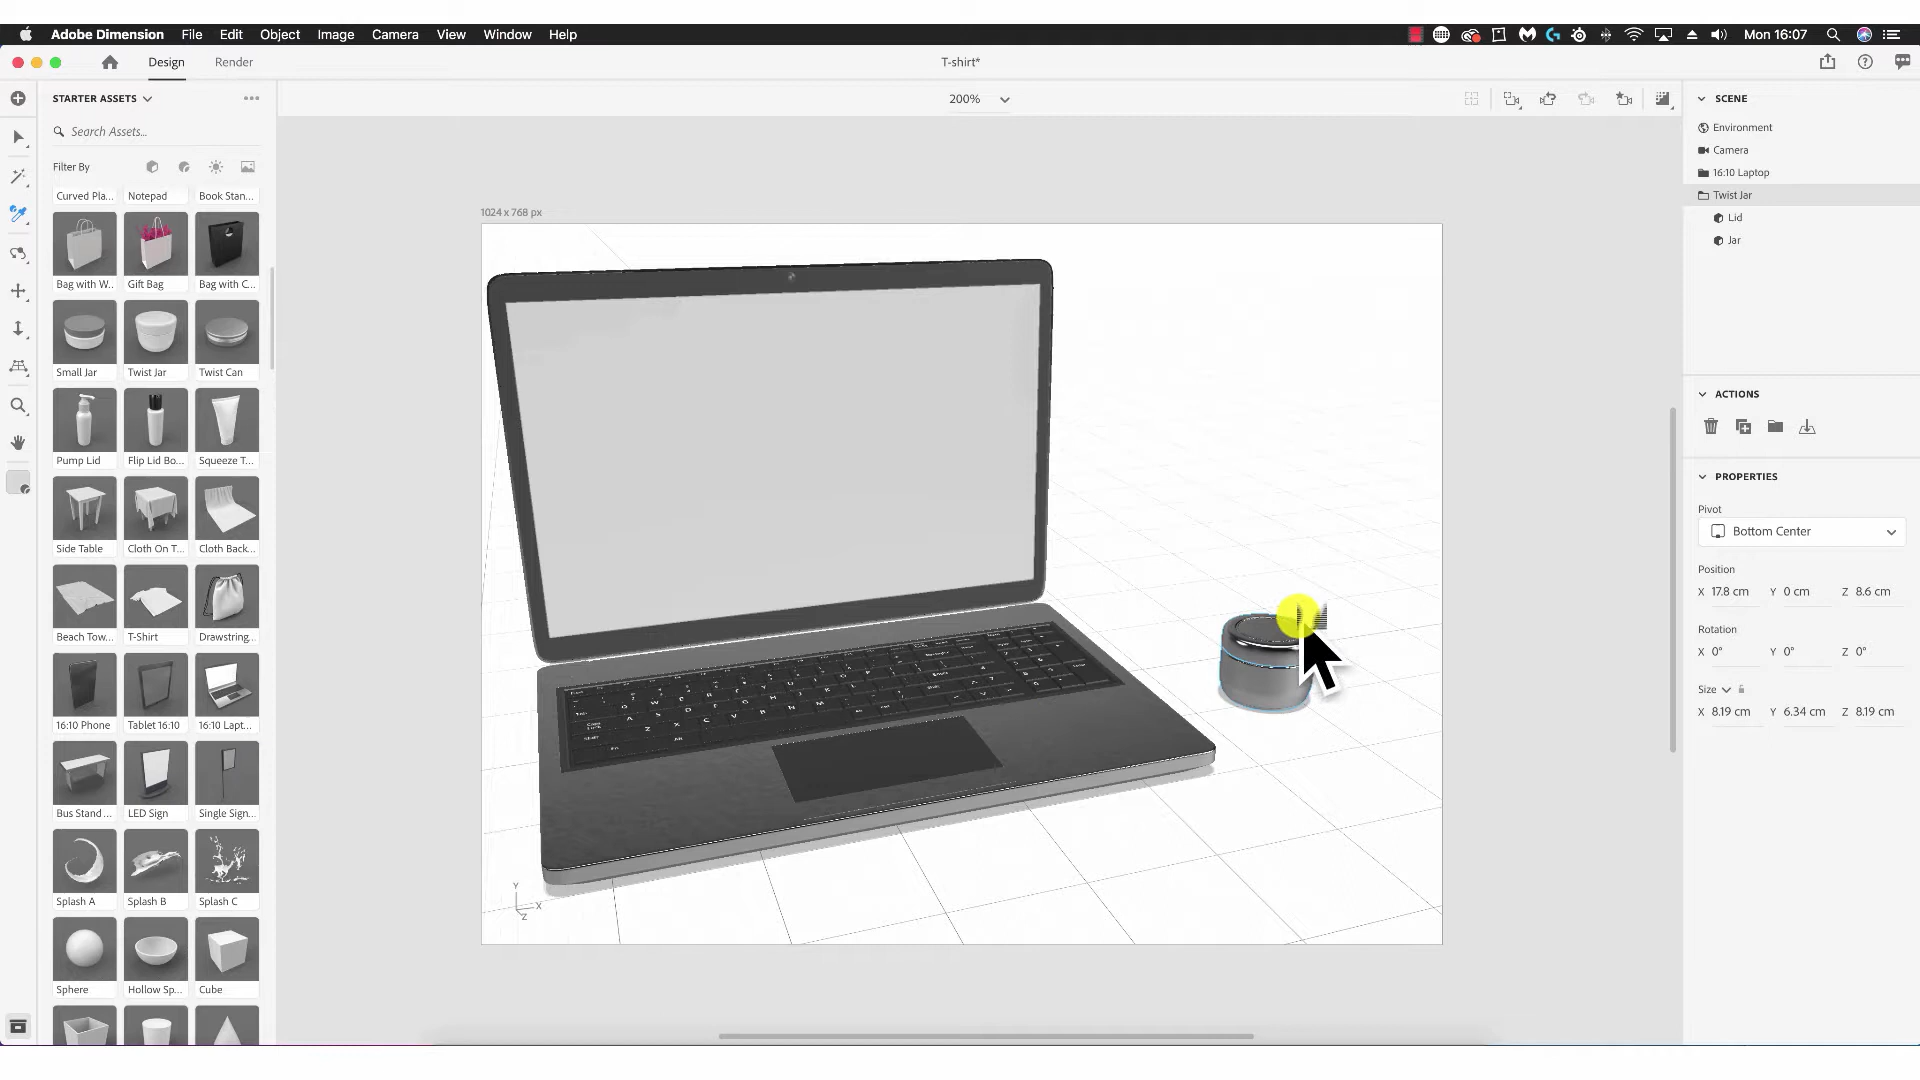 Adobe Dimension File Edit Object Image Camera View Window Help Mon 16:07
Design Render T-shirt*
STARTER ASSETS
200%
Search Assets...
Filter By
Curved Pla... Notepad Book Stan...
Bag with W... Gift Bag Bag with C...
Small Jar Twist Jar Twist Can
Pump Lid Flip Lid Bo... Squeeze T...
Side Table Cloth On T... Cloth Back...
Beach Tow... T-Shirt Drawstring...
16:10 Phone Tablet 16:10 16:10 Lapt...
Bus Stand ... LED Sign Single Sign...
Splash A Splash B Splash C
Sphere Hollow Sp... Cube
1024 x 768 px
Y
X
Z
SCENE
Environment
Camera
16:10 Laptop
Twist Jar
Lid
Jar
ACTIONS
PROPERTIES
Pivot
Bottom Center
Position
X 17.8 cm Y 0 cm Z 8.6 cm
Rotation
X 0° Y 0° Z 0°
Size
X 8.19 cm Y 6.34 cm Z 8.19 cm